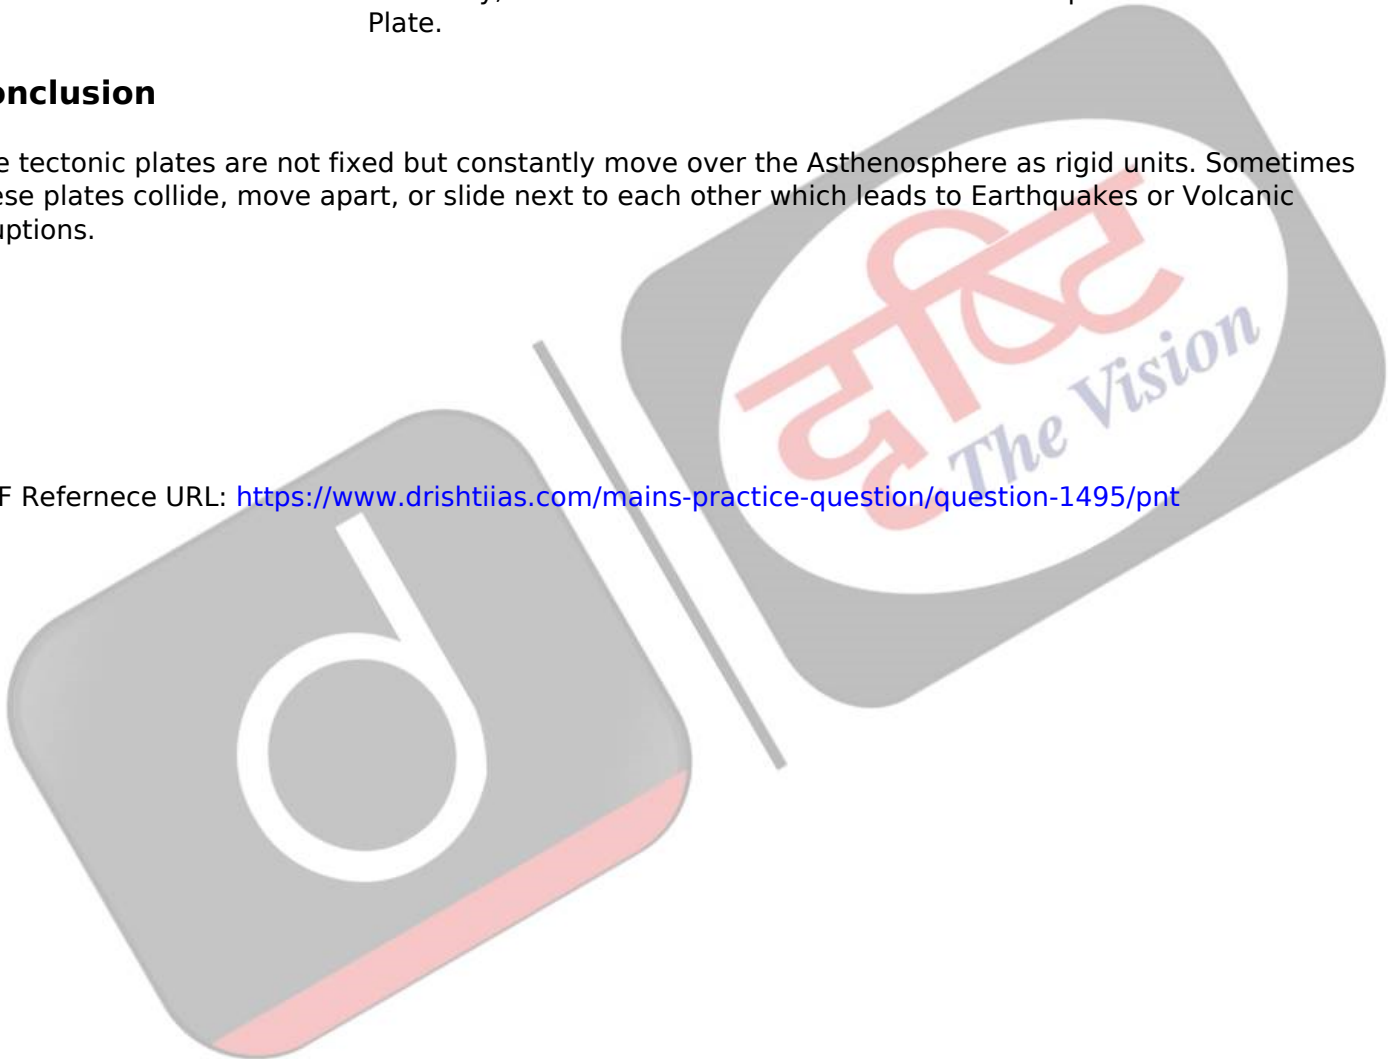 Plate.
onclusion
e tectonic plates are not fixed but constantly move over the Asthenosphere as rigid units. Sometimes
ese plates collide, move apart, or slide next to each other which leads to Earthquakes or Volcanic
uptions.
दृष्टि
The Vision
d
F Refernece URL: https://www.drishtiias.com/mains-practice-question/question-1495/pnt